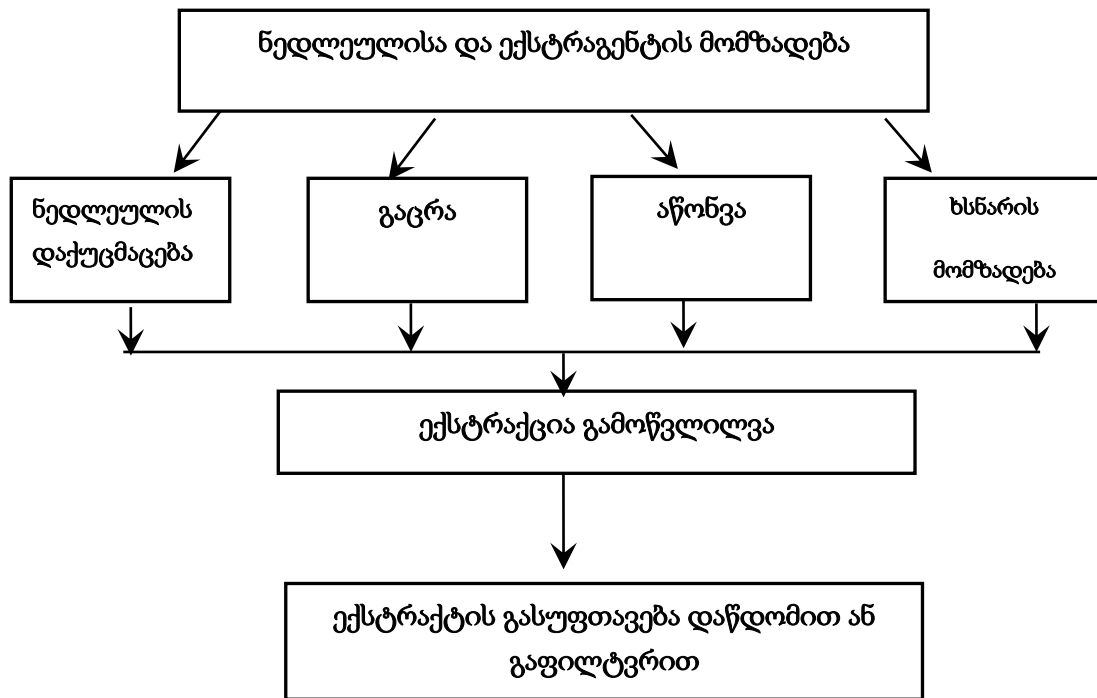 ნედლეულისა და ექსტრაგენტის მომზადება
ნედლეულის
დაქუცმაცება
გაცრა
აწონვა
ხსნარის
მომზადება
ექსტრაქცია გამოწვლილვა
ექსტრაქტის გასუფთავება დაწდომით ან
გაფილტვრით